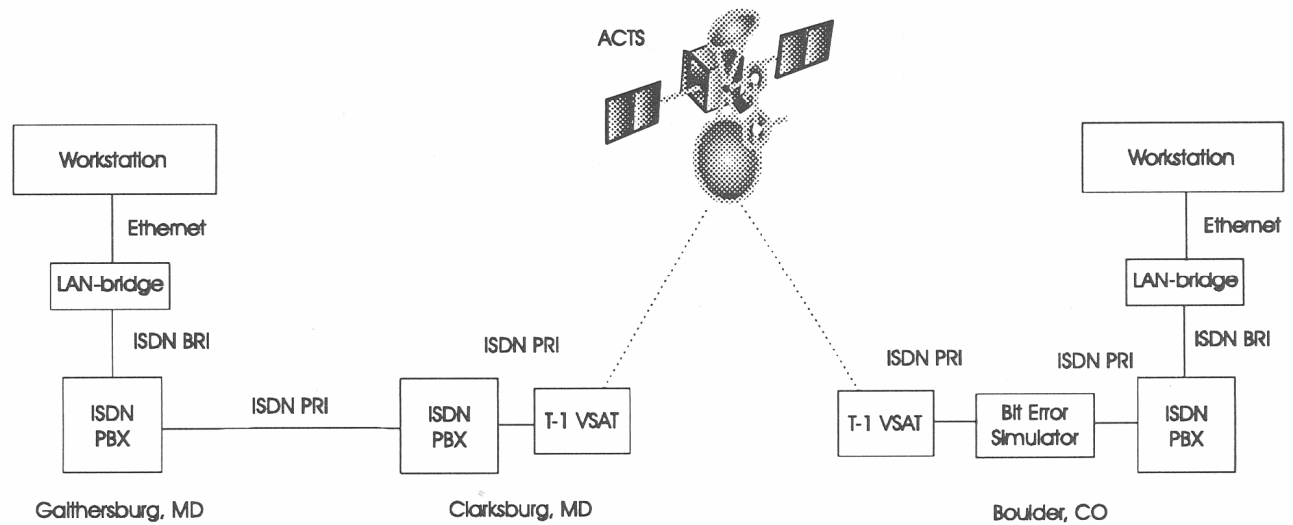 ACTS
Workstation
Workstation
Ethernet
Ethernet
LAN-bridge
LAN-bridge
ISDN BRI
ISDN BRI
ISDN PRI
ISDN PRI
ISDN PRI
ISDN PRI
ISDN
PBX
ISDN
PBX
T-1 VSAT
T-1 VSAT
Bit Error
Simulator
ISDN
PBX
Gaithersburg, MD
Clarksburg, MD
Boulder, CO